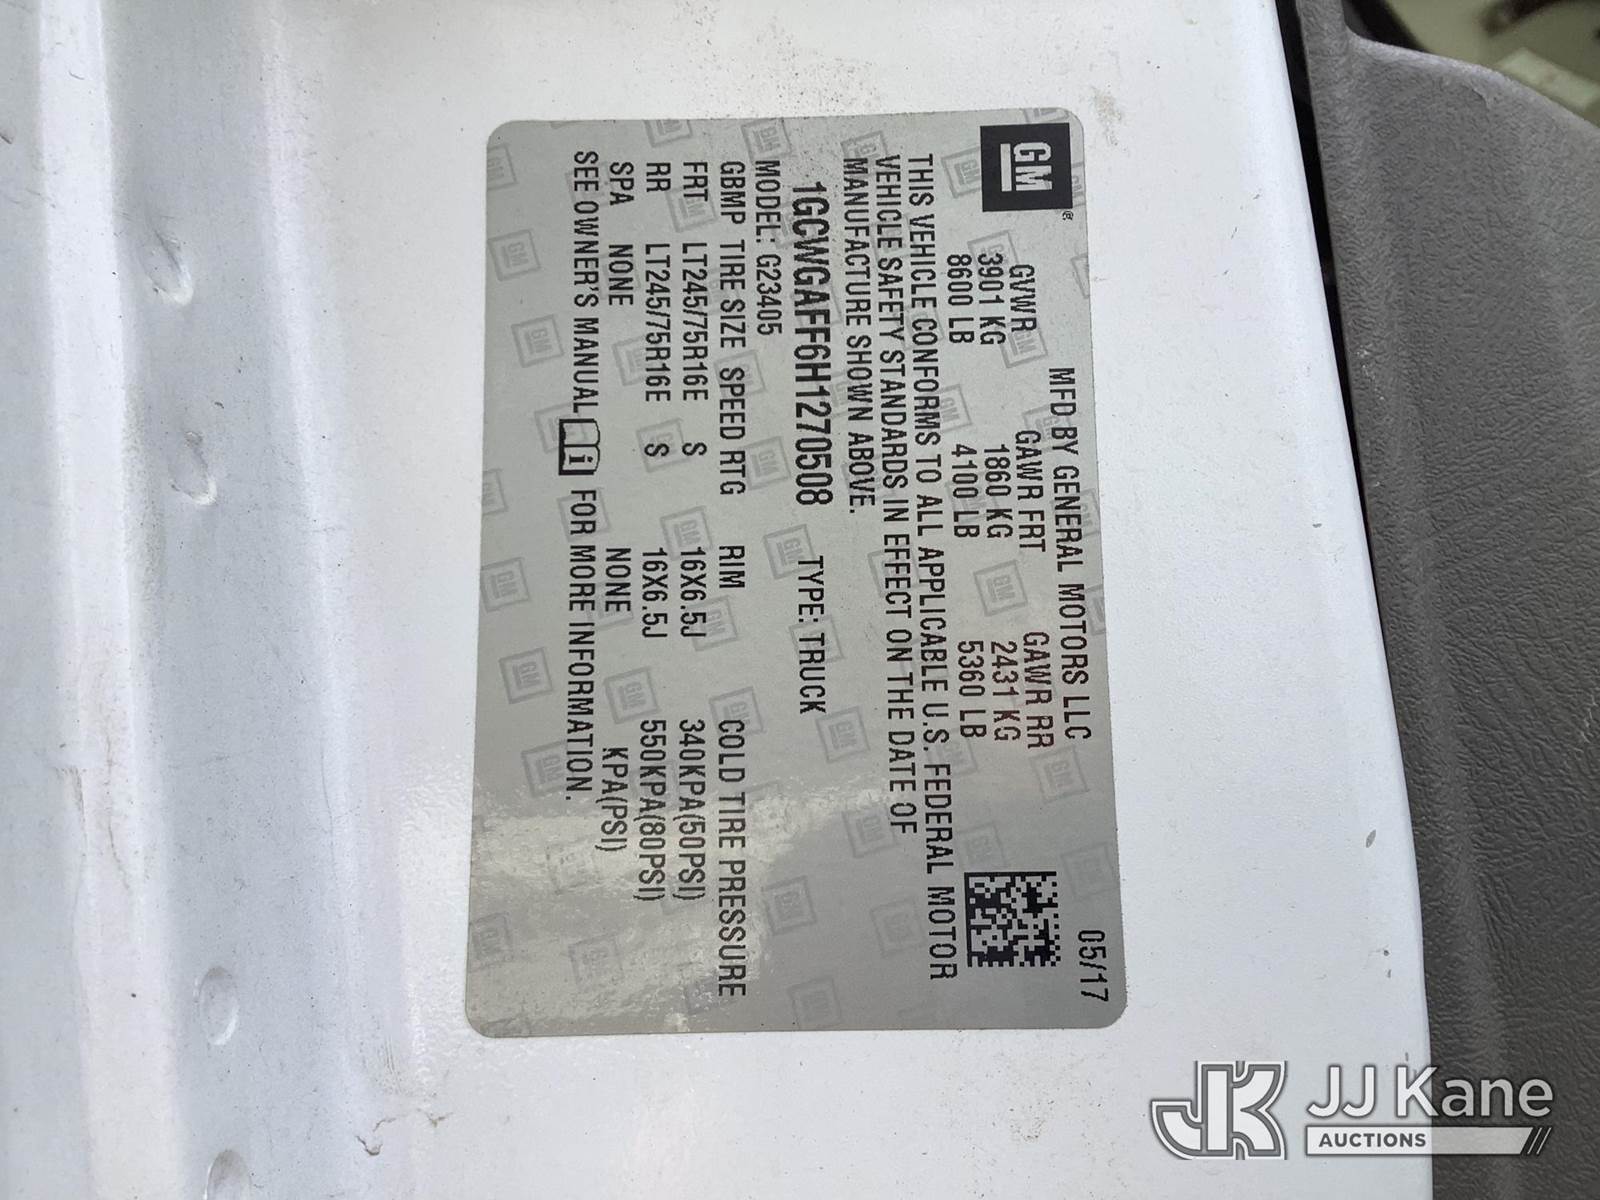 GM®
MFD BY GENERAL MOTORS LLC
05/17
GVWR GAWR FRT GAWR RR
3901 KG 1860 KG 2431 KG
8600 LB 4100 LB 5360 LB
THIS VEHICLE CONFORMS TO ALL APPLICABLE U.S. FEDERAL MOTOR
VEHICLE SAFETY STANDARDS IN EFFECT ON THE DATE OF
MANUFACTURE SHOWN ABOVE.
1GCWGAFF6H1270508 TYPE: TRUCK
MODEL: G23405
GBMP TIRE SIZE SPEED RTG RIM COLD TIRE PRESSURE
FRT LT245/75R16E S 16X6.5J 340KPA(50PSI)
RR LT245/75R16E S 16X6.5J 550KPA(80PSI)
SPA NONE NONE KPA(PSI)
SEE OWNER'S MANUAL i FOR MORE INFORMATION.
JK JJ Kane
AUCTIONS